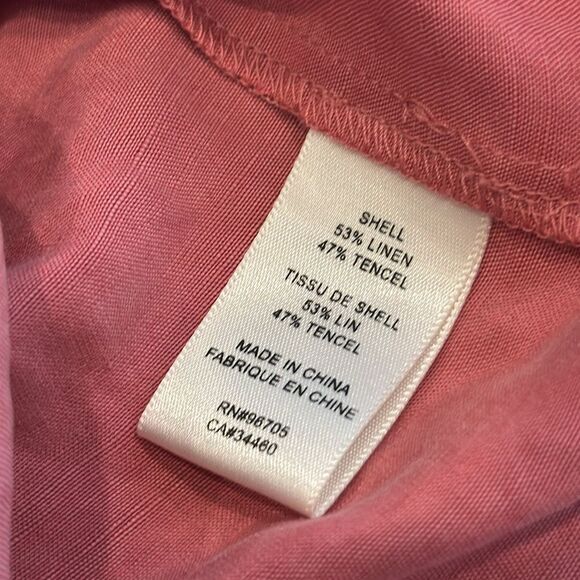 SHELL
53% LINEN
47% TENCEL
TISSU DE SHELL
53% LIN
47% TENCEL
MADE IN CHINA
FABRIQUE EN CHINE
RN#96705
CA#34460